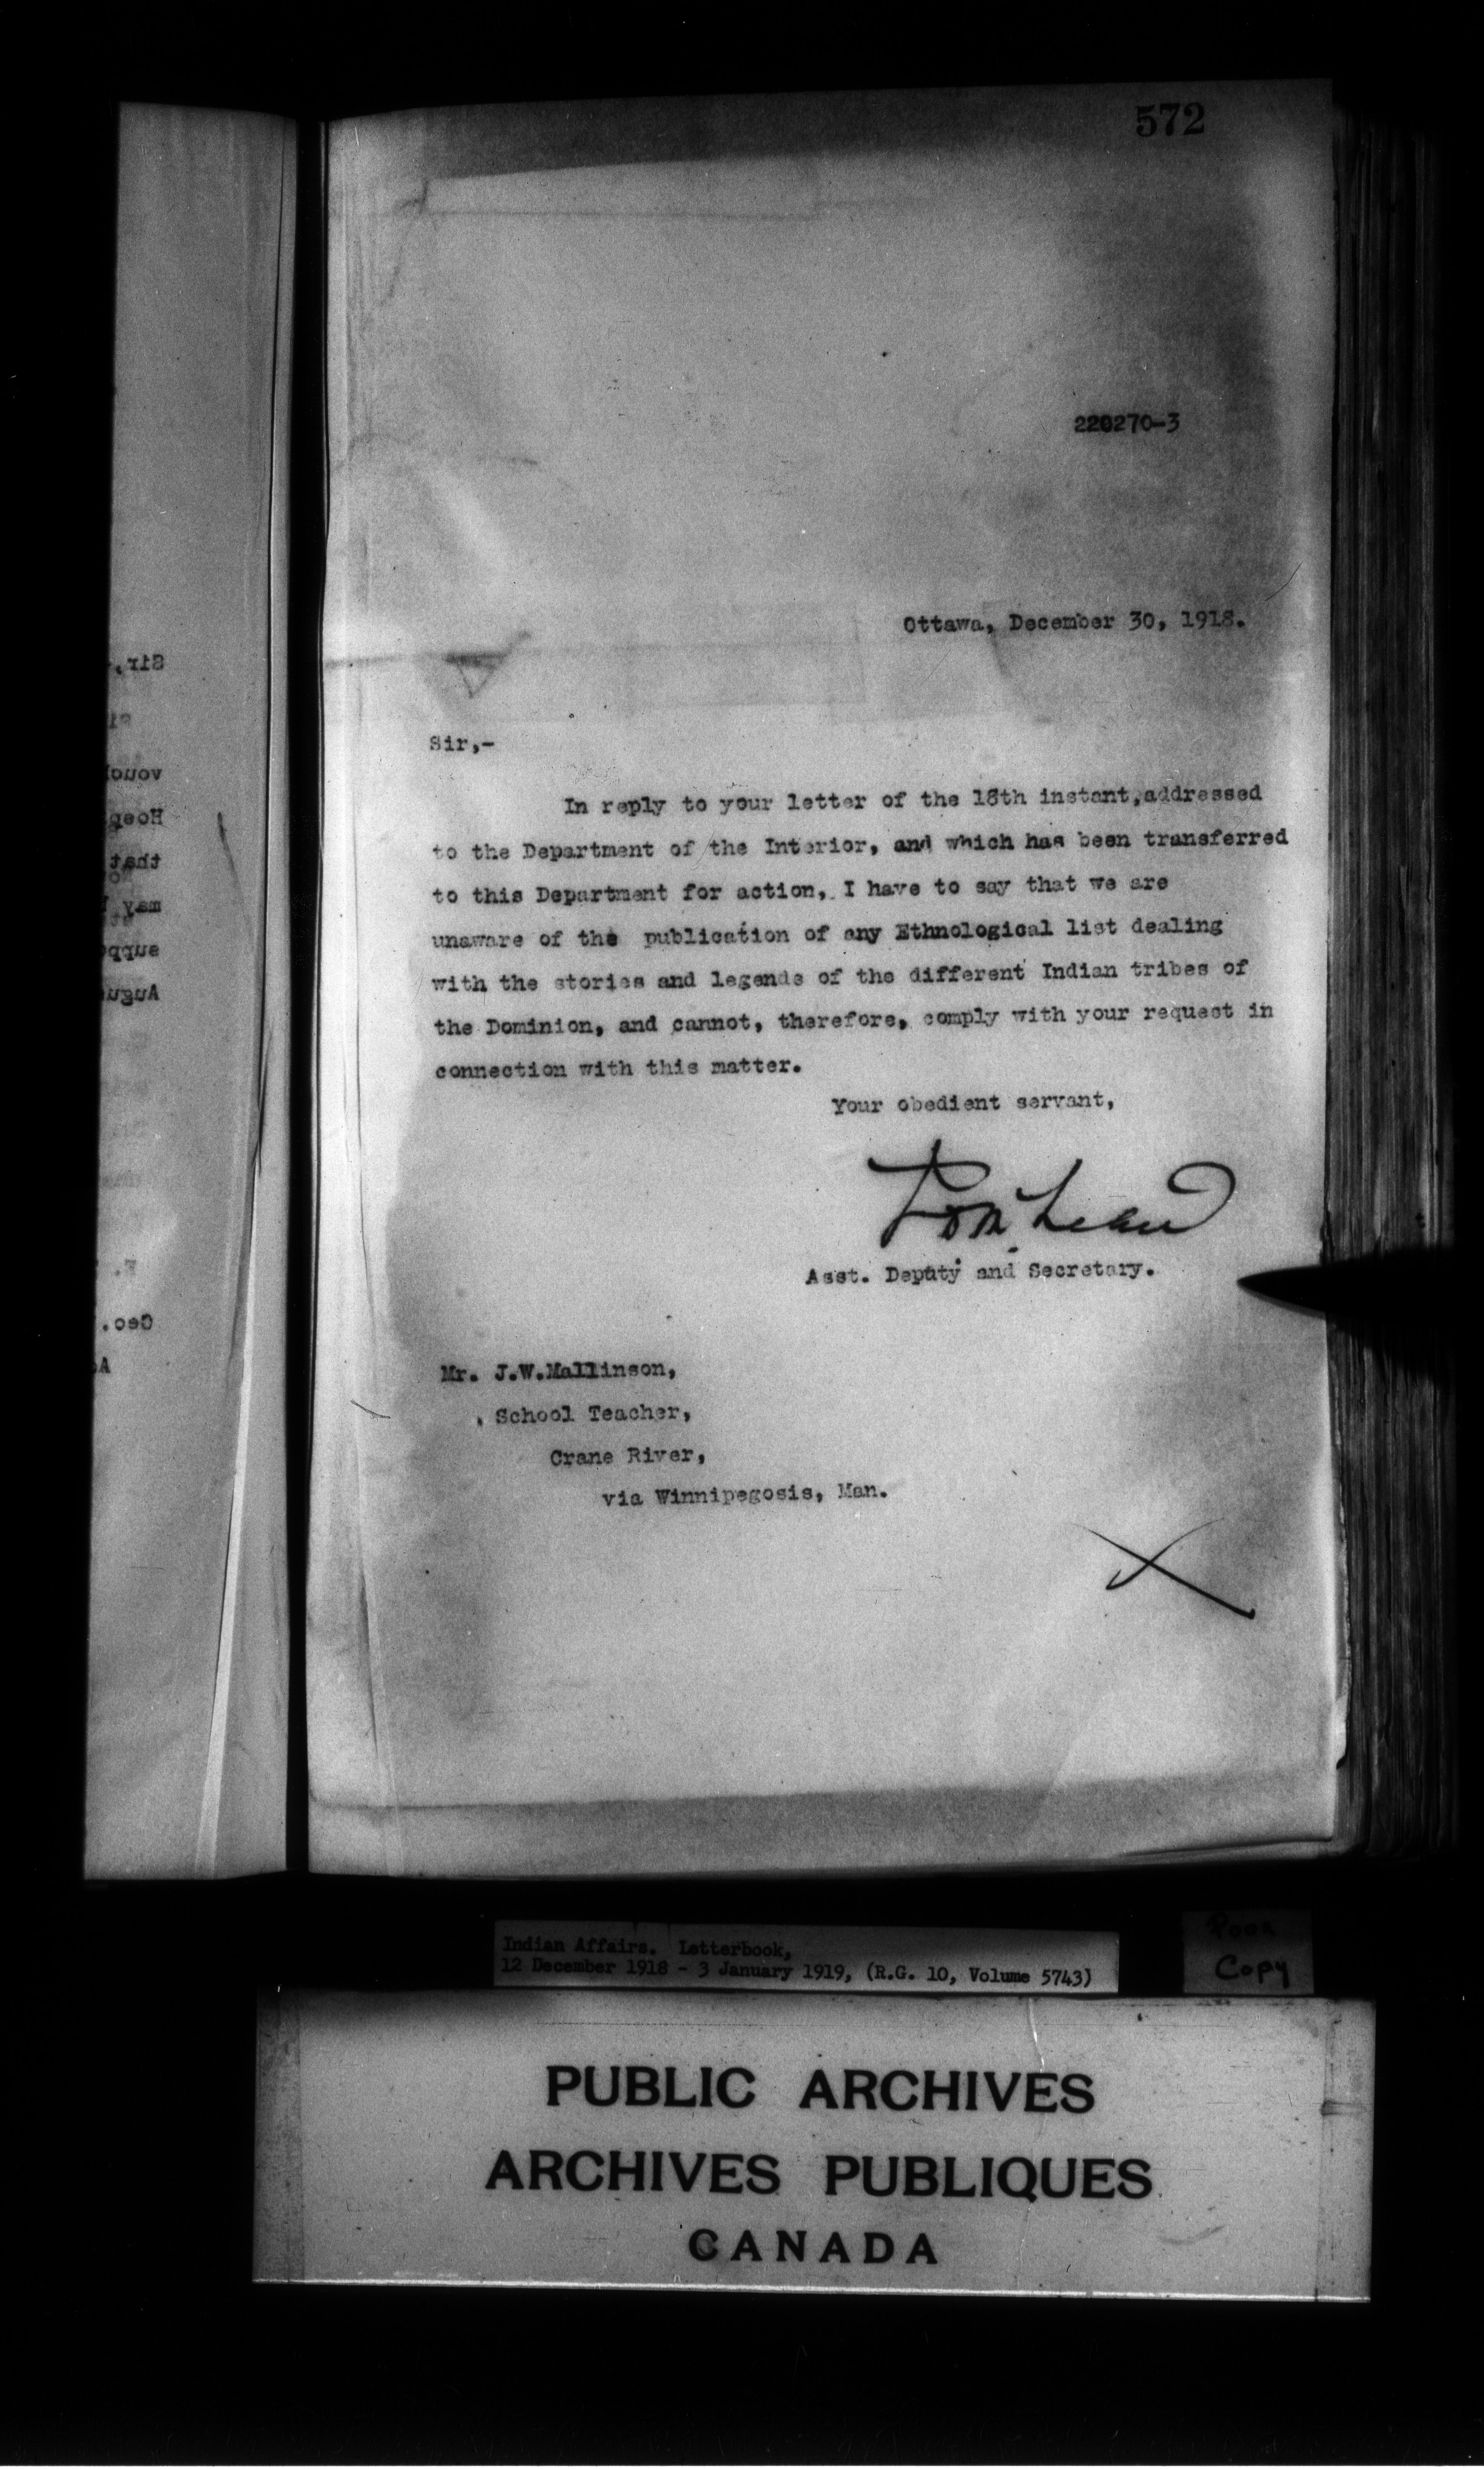 572
220270-3
Ottawa, December 30, 1918.
Sir,-
In reply to your letter of the 18th instant, addressed
to the Department of the Interior, and which has been transferred
to this Department for action, I have to say that we are
unaware of the publication of any Ethnological list dealing
with the stories and legends of the different Indian tribes of
the Dominion, and cannot, therefore, comply with your request in
connection with this matter.
Your obedient servant,
Asst. Deputy and Secretary.
Mr. J.W.Mallinson,
School Teacher,
Crane River,
via Winnipegosis, Man.
Indian Affairs. Letterbook,
12 December 1918 - 3 January 1919, (R.G. 10, Volume 5743)
Poor
Copy
PUBLIC ARCHIVES
ARCHIVES PUBLIQUES
CANADA